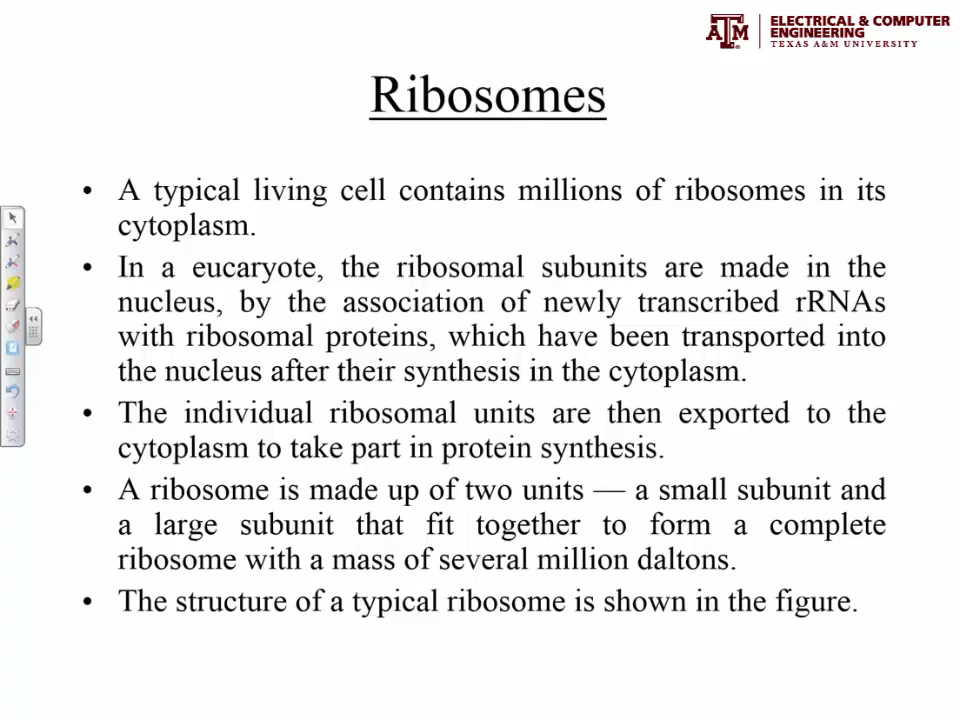 ELECTRICAL & COMPUTER
ENGINEERING
TEXAS A&M UNIVERSITY
Ribosomes
• A typical living cell contains millions of ribosomes in its
cytoplasm.
• In a eucaryote, the ribosomal subunits are made in the
nucleus, by the association of newly transcribed rRNAs
with ribosomal proteins, which have been transported into
the nucleus after their synthesis in the cytoplasm.
• The individual ribosomal units are then exported to the
cytoplasm to take part in protein synthesis.
• A ribosome is made up of two units — a small subunit and
a large subunit that fit together to form a complete
ribosome with a mass of several million daltons.
• The structure of a typical ribosome is shown in the figure.